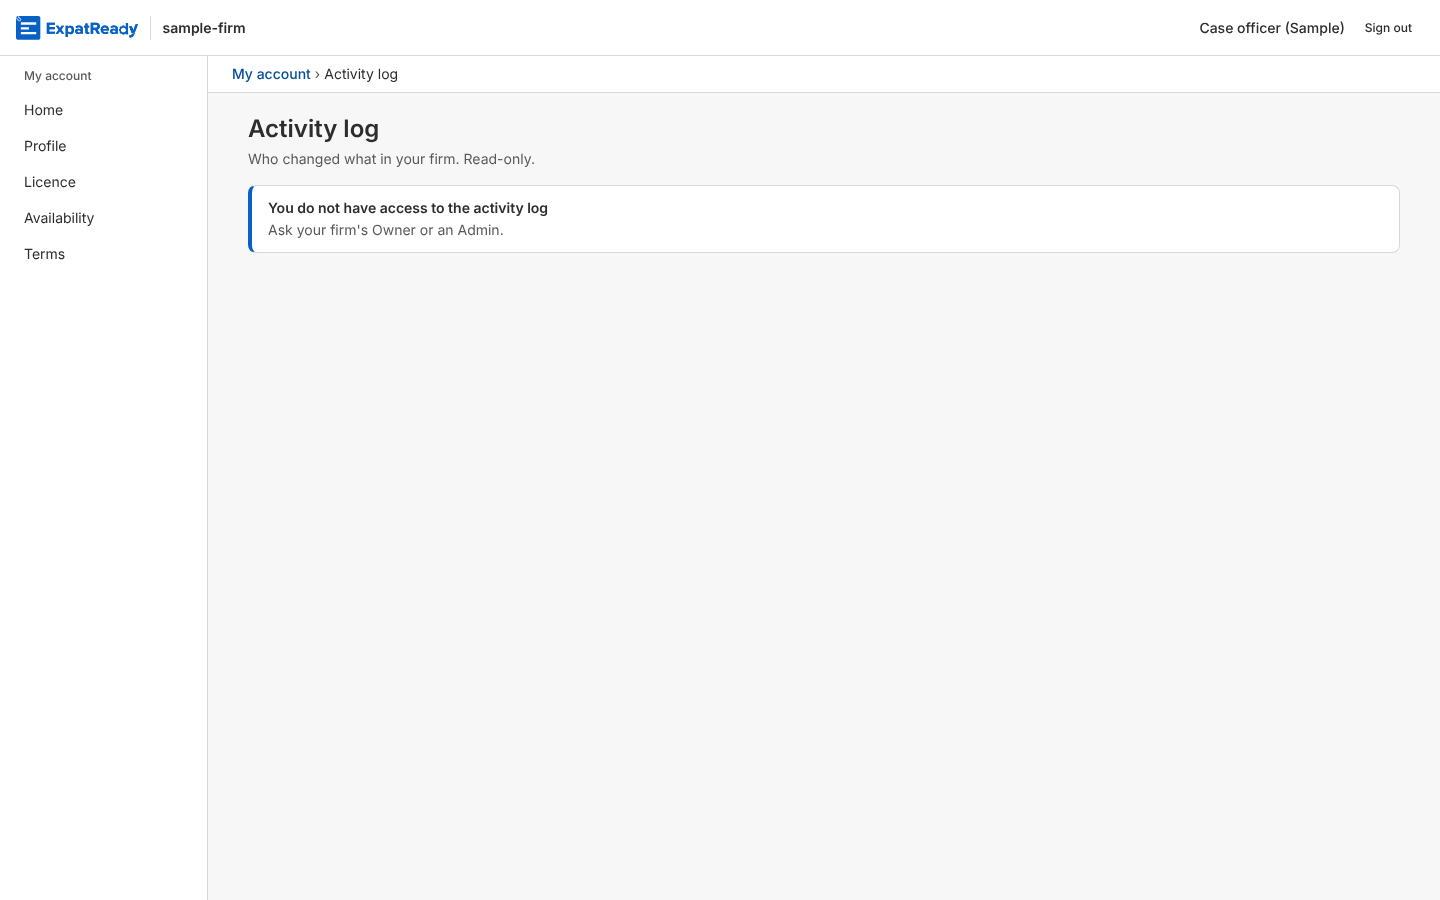 ExpatReady sample-firm Case officer (Sample) Sign out
My account
Home
Profile
Licence
Availability
Terms
My account › Activity log
Activity log
Who changed what in your firm. Read-only.
You do not have access to the activity log
Ask your firm's Owner or an Admin.